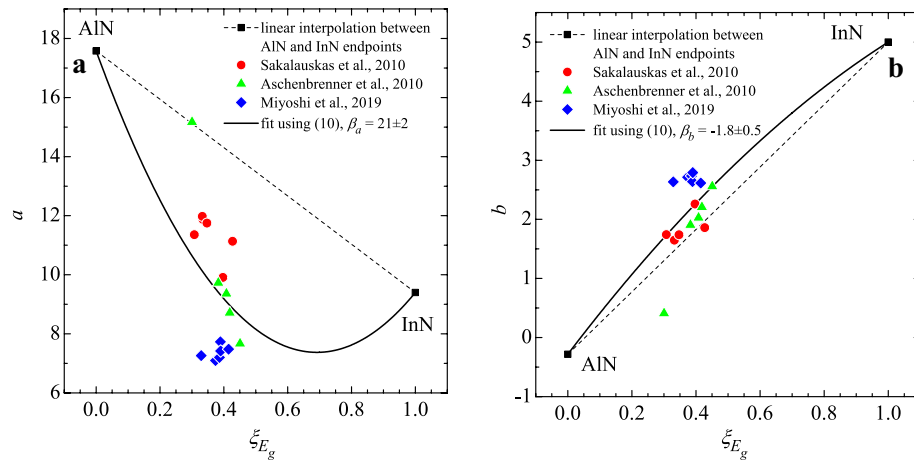 AlN
a
linear interpolation between
AlN and InN endpoints
Sakalauskas et al., 2010
Aschenbrenner et al., 2010
Miyoshi et al., 2019
fit using (10), βa = 21±2
InN
18
16
14
12
10
8
6
a
0.0 0.2 0.4 0.6 0.8 1.0
ξEg
linear interpolation between
AlN and InN endpoints
Sakalauskas et al., 2010
Aschenbrenner et al., 2010
Miyoshi et al., 2019
fit using (10), βb = -1.8±0.5
InN
b
AlN
5
4
3
2
1
0
-1
b
0.0 0.2 0.4 0.6 0.8 1.0
ξEg